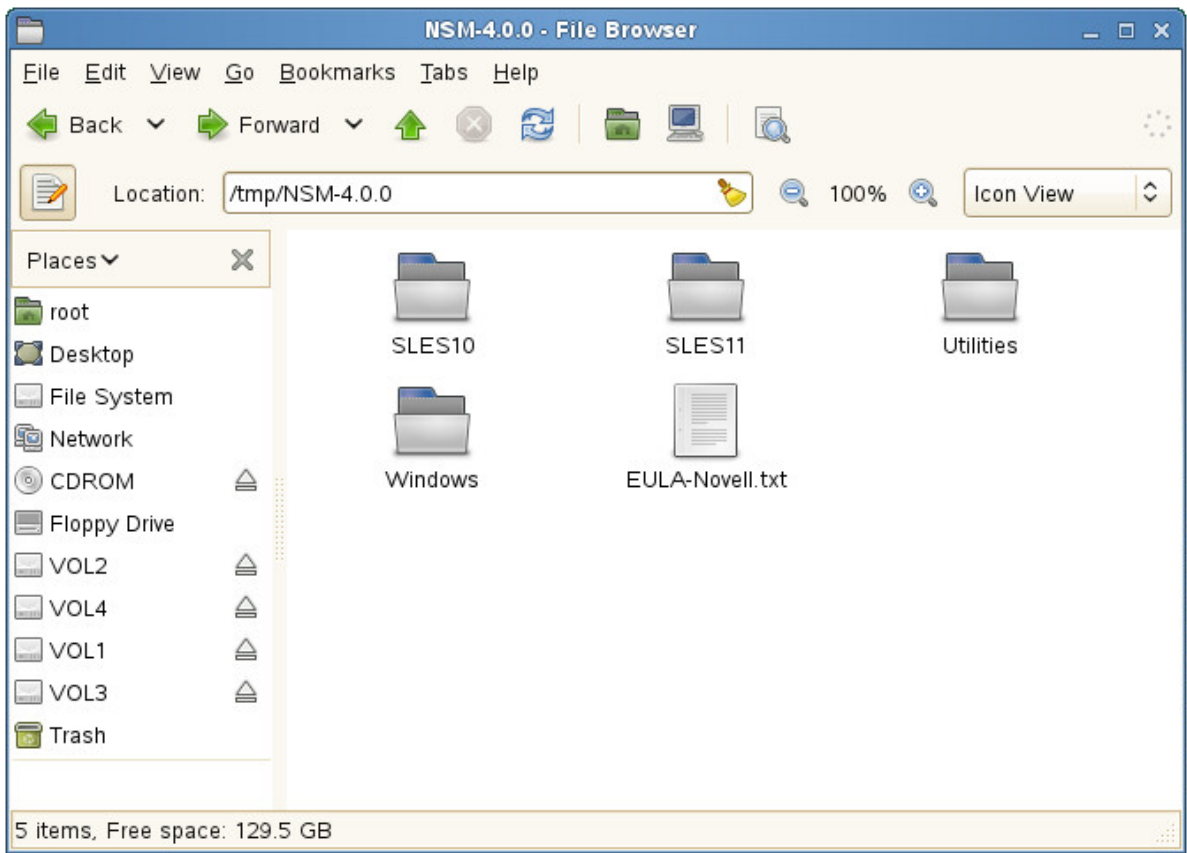 NSM-4.0.0 - File Browser
File Edit View Go Bookmarks Tabs Help
Back Forward
Location: /tmp/NSM-4.0.0 100% Icon View
Places
root
Desktop
File System
Network
CDROM
Floppy Drive
VOL2
VOL4
VOL1
VOL3
Trash
SLES10 SLES11 Utilities
Windows EULA-Novell.txt
5 items, Free space: 129.5 GB